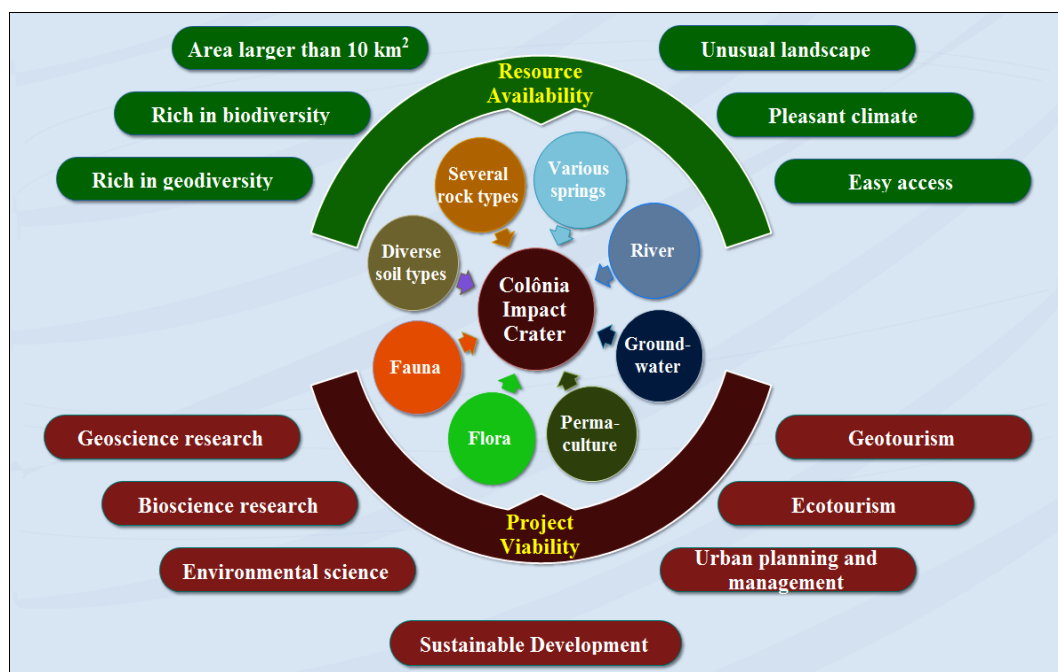 Area larger than 10 km²
Unusual landscape
Resource
Availability
Rich in biodiversity
Pleasant climate
Rich in geodiversity
Easy access
Several
rock types
Various
springs
Diverse
soil types
River
Colônia
Impact
Crater
Fauna
Ground-
water
Flora
Perma-
culture
Geoscience research
Geotourism
Bioscience research
Ecotourism
Project
Viability
Environmental science
Urban planning and
management
Sustainable Development